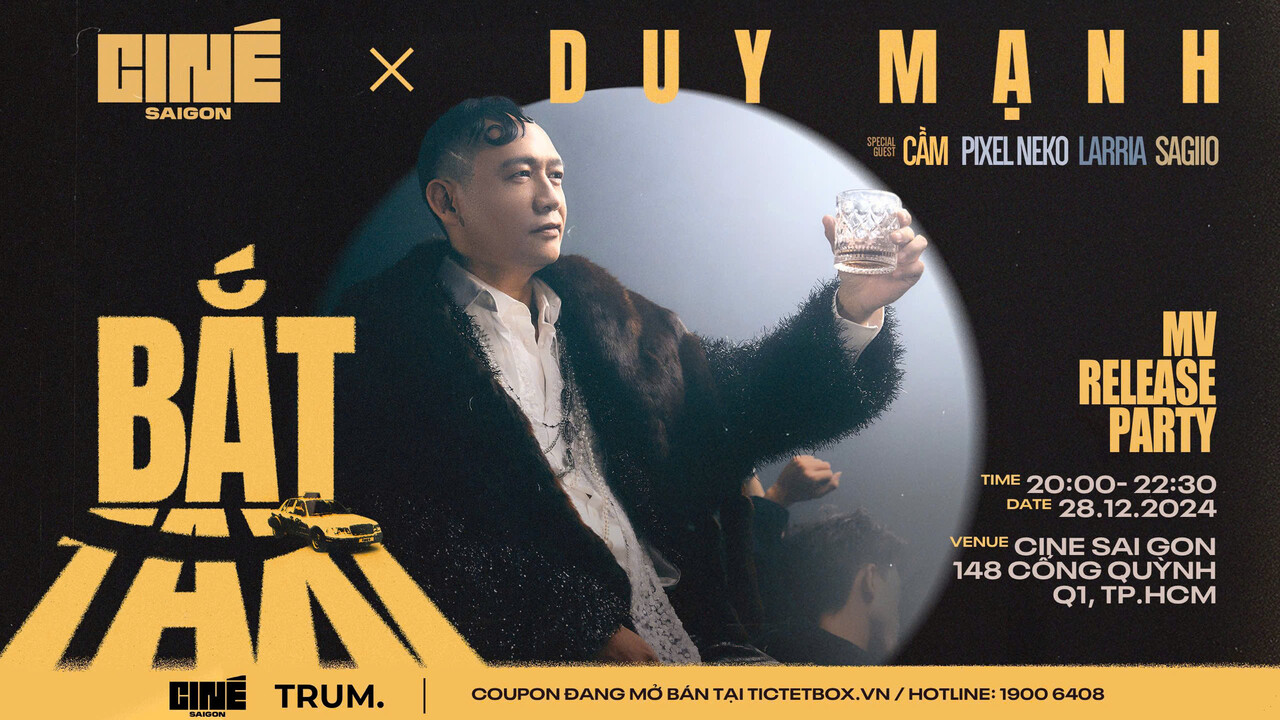 CINÉ
SAIGON
×
DUY MẠNH
SPECIAL
GUEST
CẦM PIXEL NEKO LARRIA SAGIIO
BẮT
TAXI
MV
RELEASE
PARTY
TIME 20:00- 22:30
DATE 28.12.2024
VENUE CINE SAI GON
148 CỐNG QUỲNH
Q1, TP.HCM
CINÉ
SAIGON
TRUM.
COUPON ĐANG MỞ BÁN TẠI TICTETBOX.VN / HOTLINE: 1900 6408